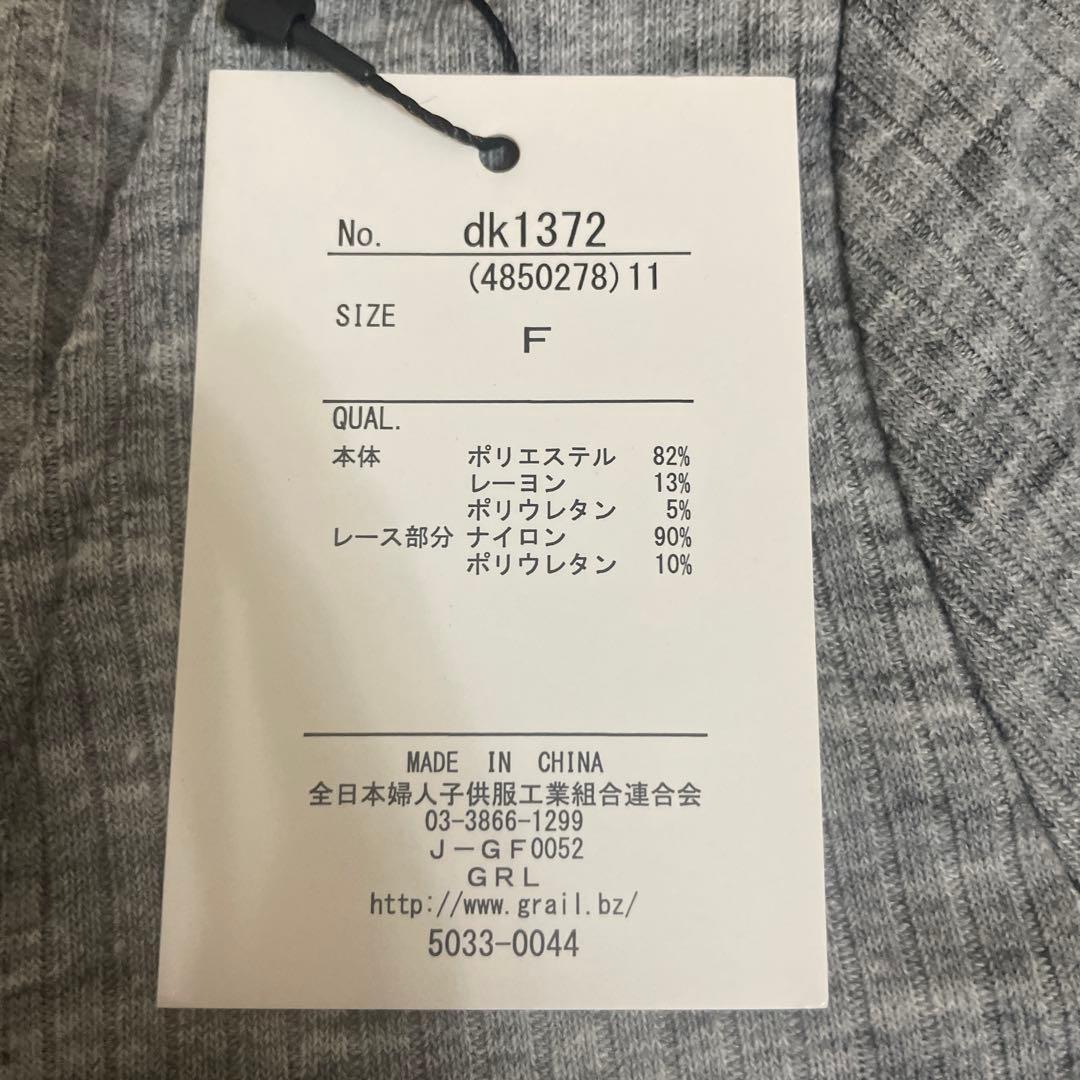 No. dk1372
(4850278)11
SIZE
F
QUAL.
本体 ポリエステル 82%
レーヨン 13%
ポリウレタン 5%
レース部分 ナイロン 90%
ポリウレタン 10%
MADE IN CHINA
全日本婦人子供服工業組合連合会
03-3866-1299
J－GF0052
GRL
http://www.grail.bz/
5033-0044